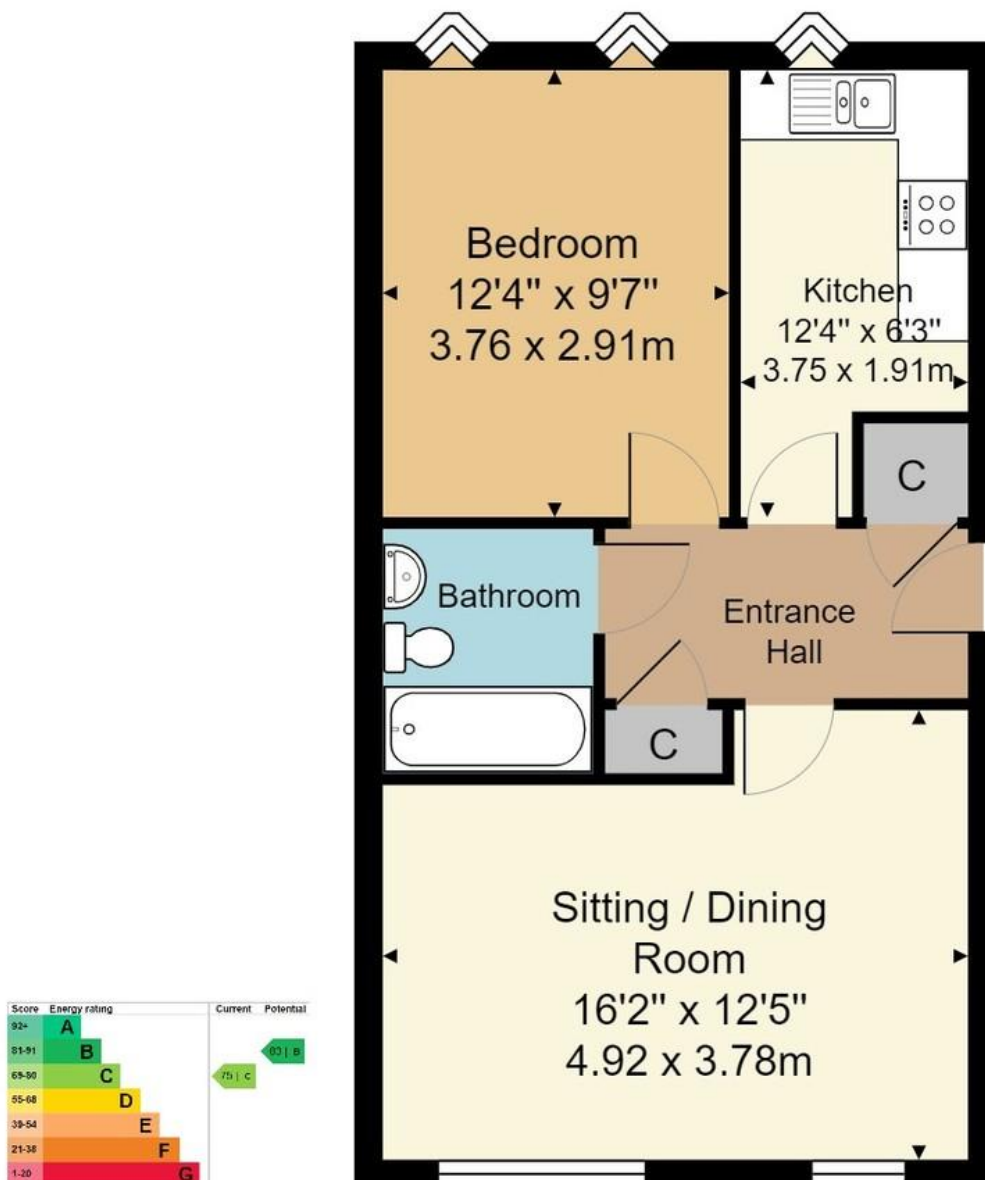 Bedroom
12'4" x 9'7"
3.76 x 2.91m
Kitchen
12'4" x 6'3"
3.75 x 1.91m
C
Bathroom
Entrance
Hall
C
Sitting / Dining
Room
16'2" x 12'5"
4.92 x 3.78m
Score Energy rating Current Potential
92+ A
81-91 B 83 | B
69-80 C 75 | C
55-68 D
39-54 E
21-38 F
1-20 G